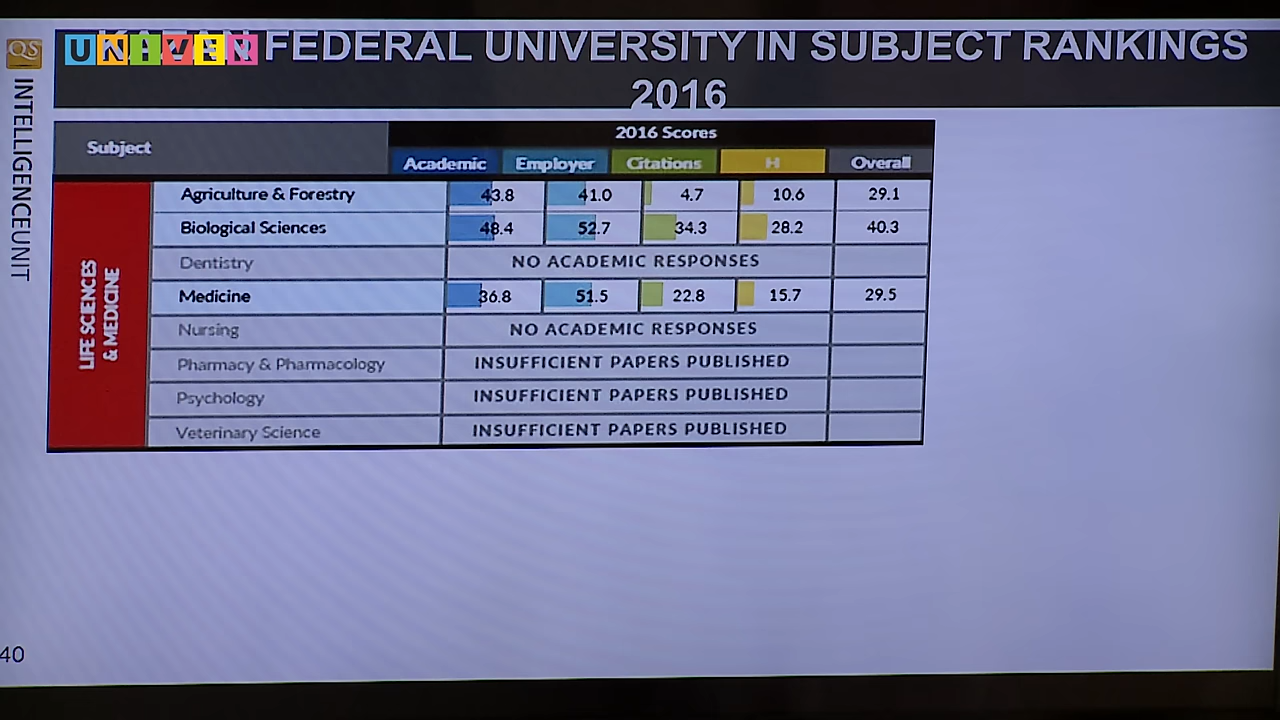 QS
INTELLIGENCEUNIT
UNIVEN
FEDERAL UNIVERSITY IN SUBJECT RANKINGS
2016
Subject
2016 Scores
Academic Employer Citations H Overall
LIFE SCIENCES
& MEDICINE
Agriculture & Forestry 43.8 41.0 4.7 10.6 29.1
Biological Sciences 48.4 52.7 34.3 28.2 40.3
Dentistry NO ACADEMIC RESPONSES
Medicine 36.8 51.5 22.8 15.7 29.5
Nursing NO ACADEMIC RESPONSES
Pharmacy & Pharmacology INSUFFICIENT PAPERS PUBLISHED
Psychology INSUFFICIENT PAPERS PUBLISHED
Veterinary Science INSUFFICIENT PAPERS PUBLISHED
40